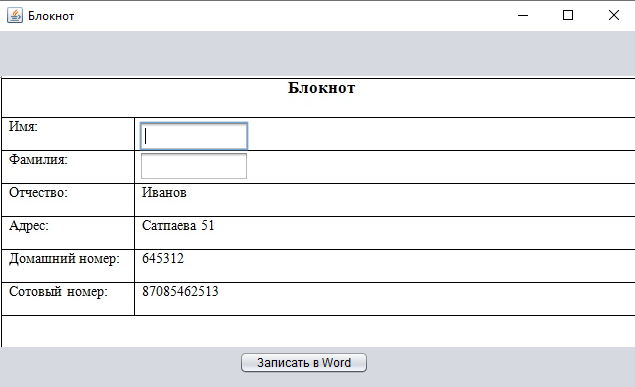 Блокнот
Блокнот
Имя:
Фамилия:
Отчество: Иванов
Адрес: Сатпаева 51
Домашний номер: 645312
Сотовый номер: 87085462513
Записать в Word